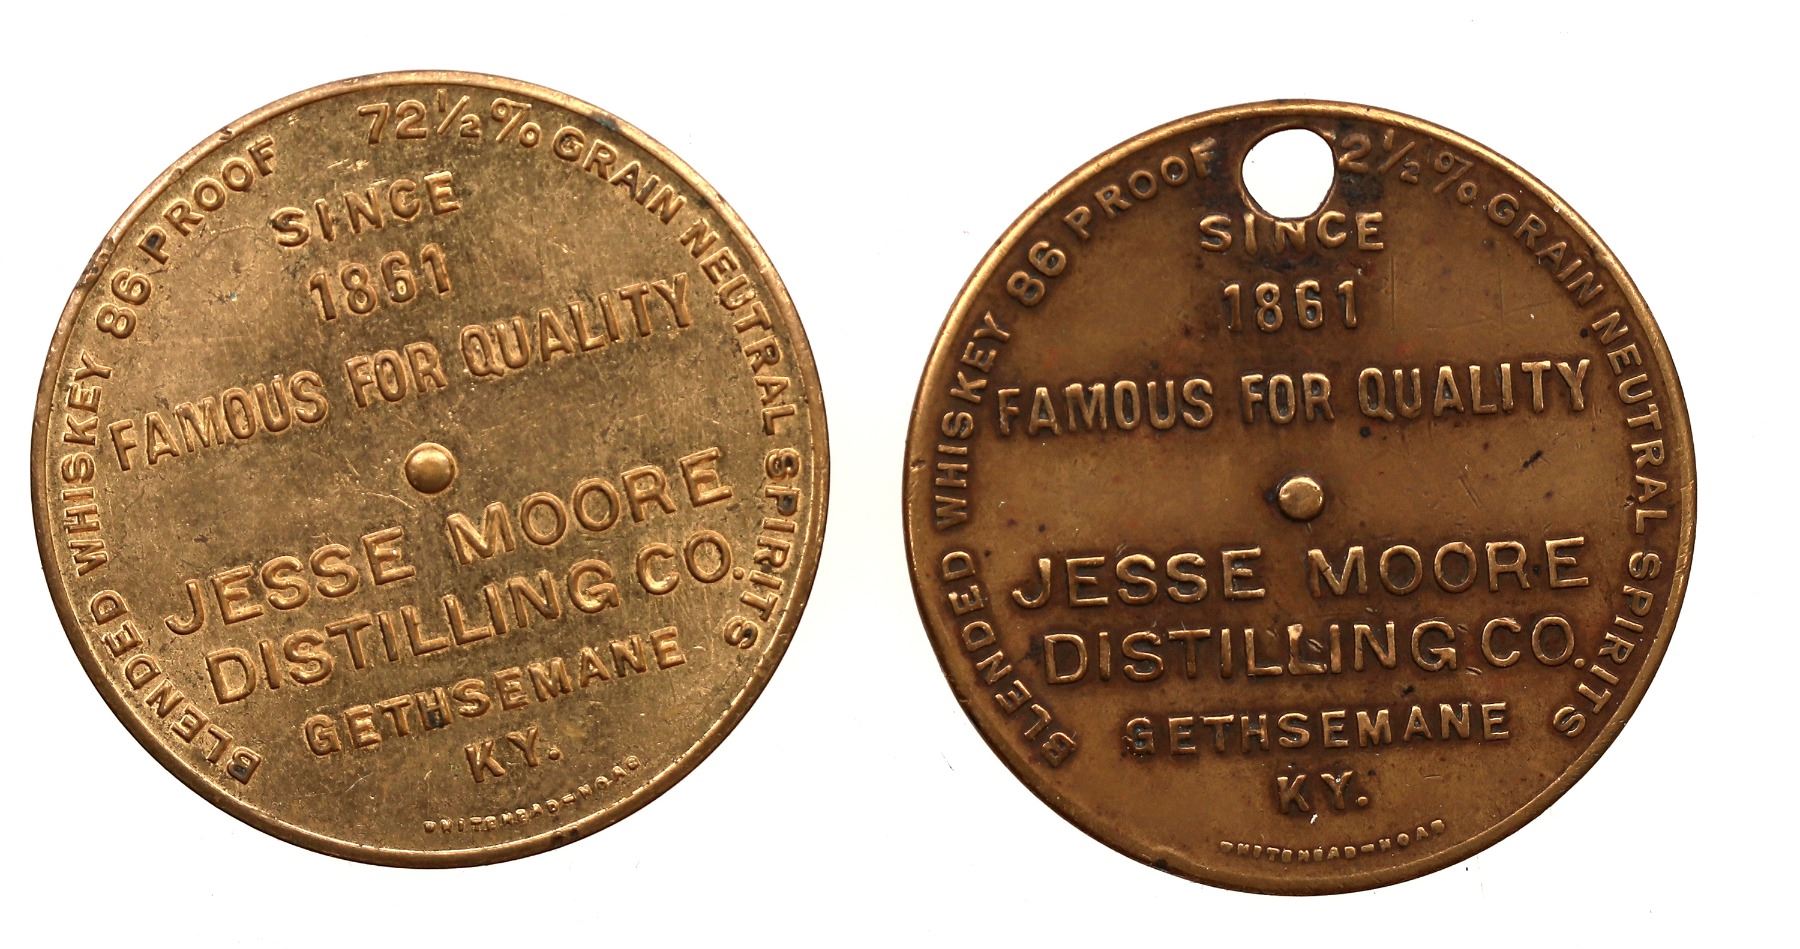 BLENDED WHISKEY 86 PROOF 72½% GRAIN NEUTRAL SPIRITS
SINCE
1861
FAMOUS FOR QUALITY
JESSE MOORE
DISTILLING CO.
GETHSEMANE
KY.
WHITEHEAD-HOAG
BLENDED WHISKEY 86 PROOF 2½% GRAIN NEUTRAL SPIRITS
SINCE
1861
FAMOUS FOR QUALITY
JESSE MOORE
DISTILLING CO.
GETHSEMANE
KY.
WHITEHEAD-HOAG